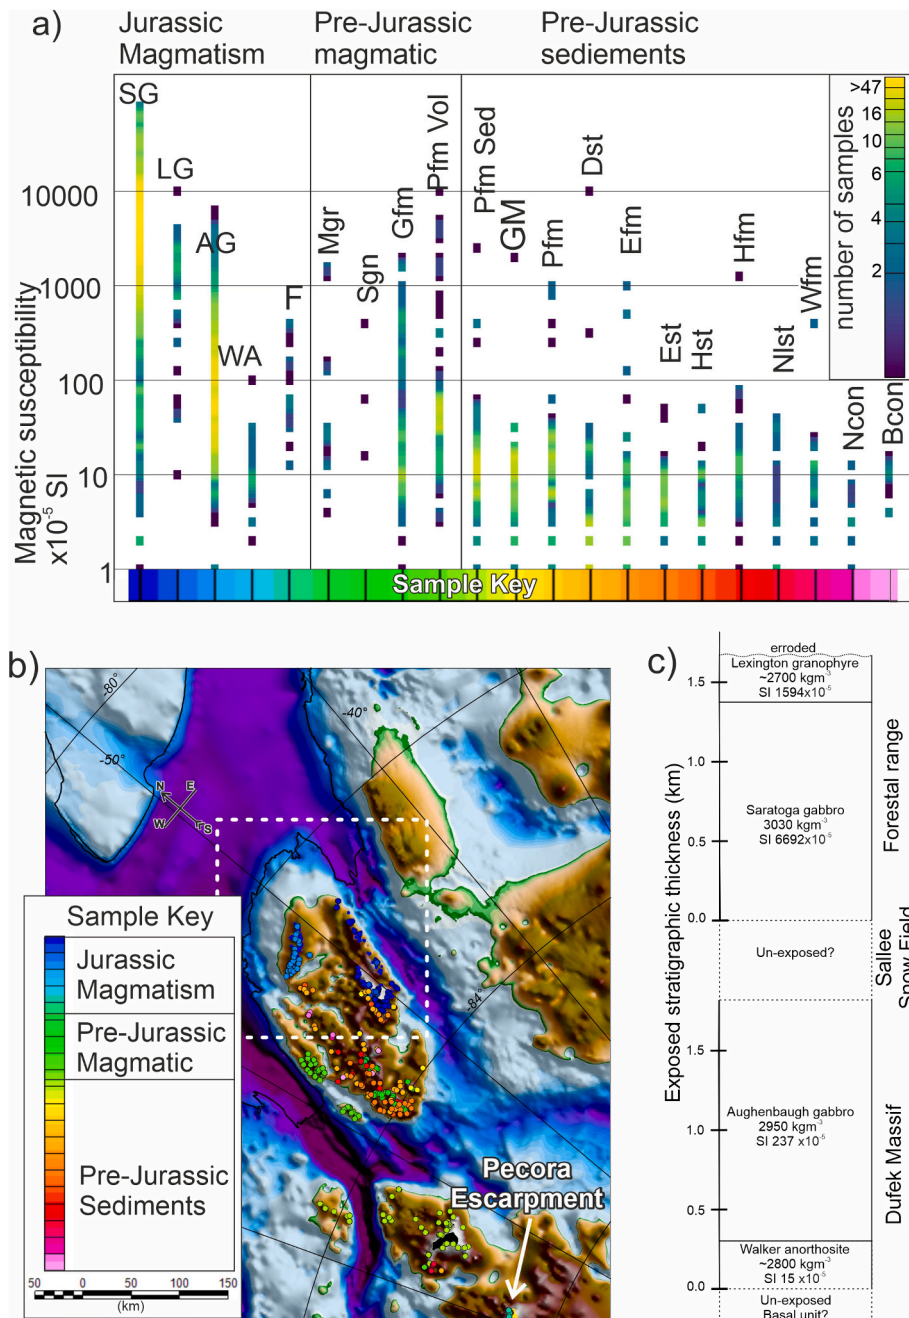 a)
Jurassic
Magmatism
Pre-Jurassic
magmatic
Pre-Jurassic
sediements
Magnetic susceptibility
x10-5 SI
10000
1000
100
10
1
SG
LG
AG
WA
F
Mgr
Sgn
Gfm
Pfm Vol
Pfm Sed
GM
Pfm
Dst
Efm
Est
Hst
Hfm
Nlst
Wfm
Ncon
Bcon
number of samples
>47
16
10
6
4
2
Sample Key
b)
-80°
-50°
-40°
-84°
N
E
W
S
Sample Key
Jurassic
Magmatism
Pre-Jurassic
Magmatic
Pre-Jurassic
Sediments
50 0 50 100 150
(km)
Pecora
Escarpment
c)
Exposed stratigraphic thickness (km)
erroded
Lexington granophyre
~2700 kgm-3
SI 1594x10-5
1.5
1.0
Saratoga gabbro
3030 kgm-3
SI 6692x10-5
0.5
0.0
Forestal range
Un-exposed?
Sallee
Snow Field
1.5
Aughenbaugh gabbro
2950 kgm-3
SI 237 x10-5
1.0
0.5
Dufek Massif
Walker anorthosite
~2800 kgm-3
SI 15 x10-5
0.0
Un-exposed
Basal unit?